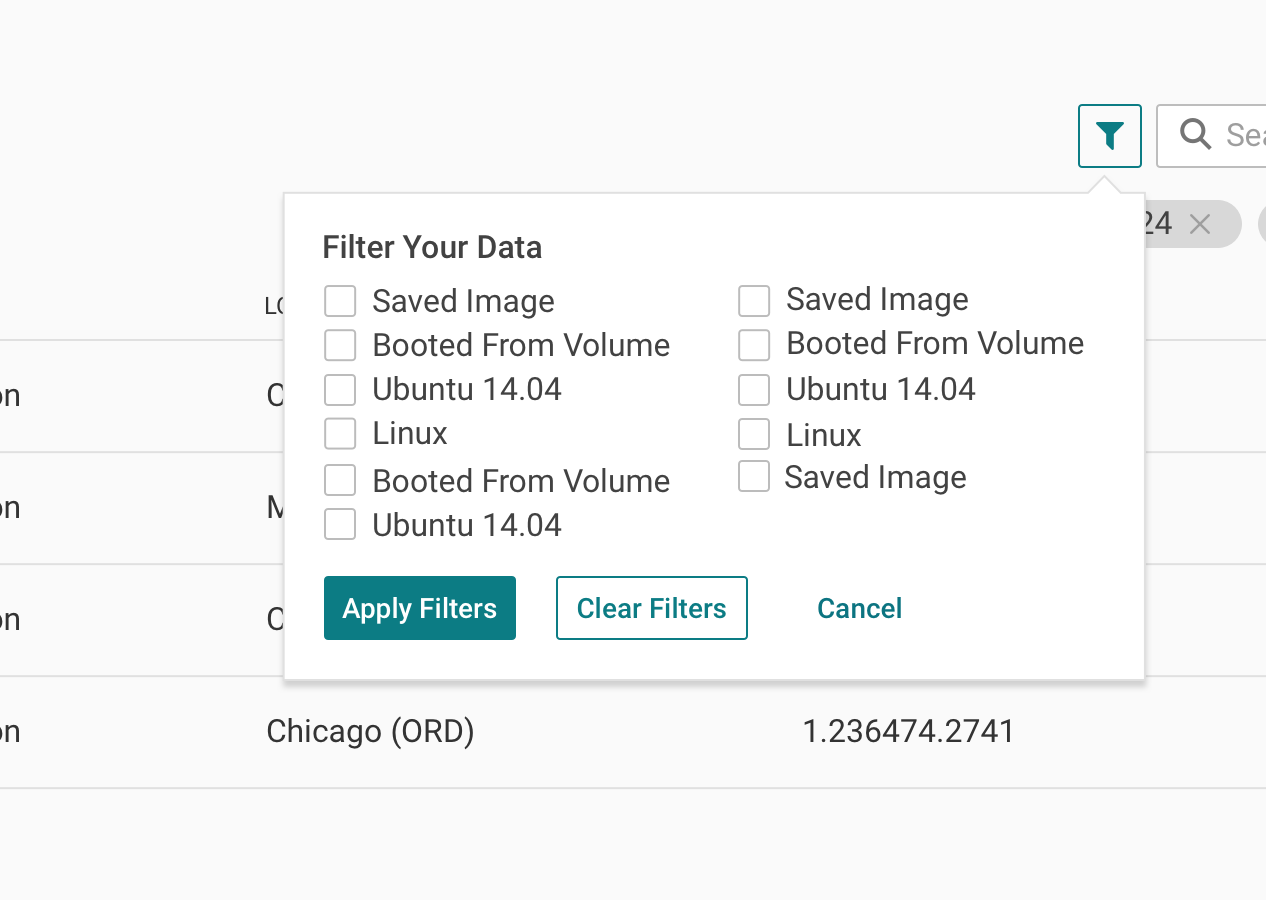 24
Filter Your Data
Saved Image
Booted From Volume
Ubuntu 14.04
Linux
Booted From Volume
Ubuntu 14.04
Saved Image
Booted From Volume
Ubuntu 14.04
Linux
Saved Image
Apply Filters Clear Filters Cancel
on
on
on
on Chicago (ORD) 1.236474.2741